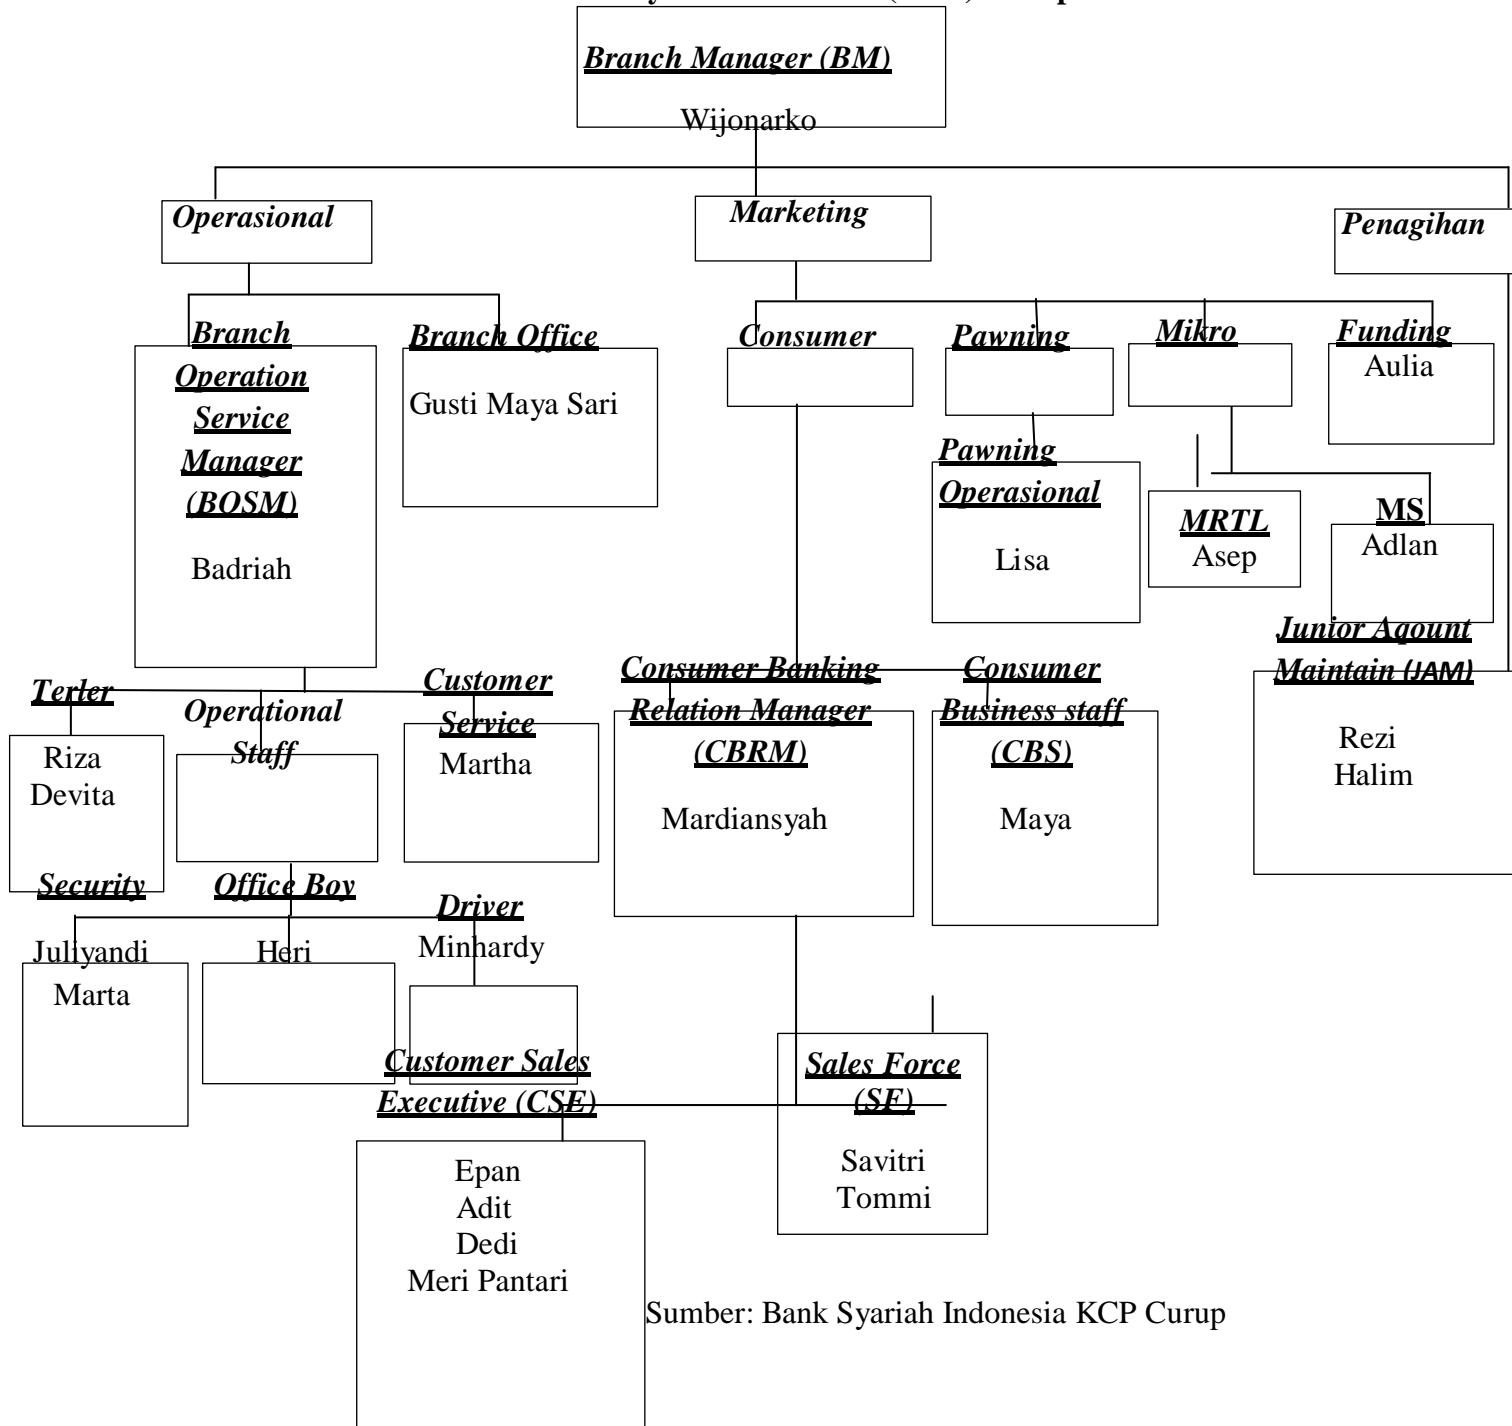 Branch Manager (BM)
Wijonarko
Operasional
Marketing
Penagihan
Branch
Operation
Service
Manager
(BOSM)
Badriah
Branch Office
Gusti Maya Sari
Consumer
Pawning
Mikro
Funding
Aulia
Pawning
Operasional
Lisa
MRTL
Asep
MS
Adlan
Junior Aqount
Maintain (JAM)
Rezi
Halim
Terler
Riza
Devita
Operational
Staff
Customer
Service
Martha
Consumer Banking
Relation Manager
(CBRM)
Mardiansyah
Consumer
Business staff
(CBS)
Maya
Security
Juliyandi
Marta
Office Boy
Heri
Driver
Minhardy
Customer Sales
Executive (CSE)
Epan
Adit
Dedi
Meri Pantari
Sales Force
(SF)
Savitri
Tommi
Sumber: Bank Syariah Indonesia KCP Curup